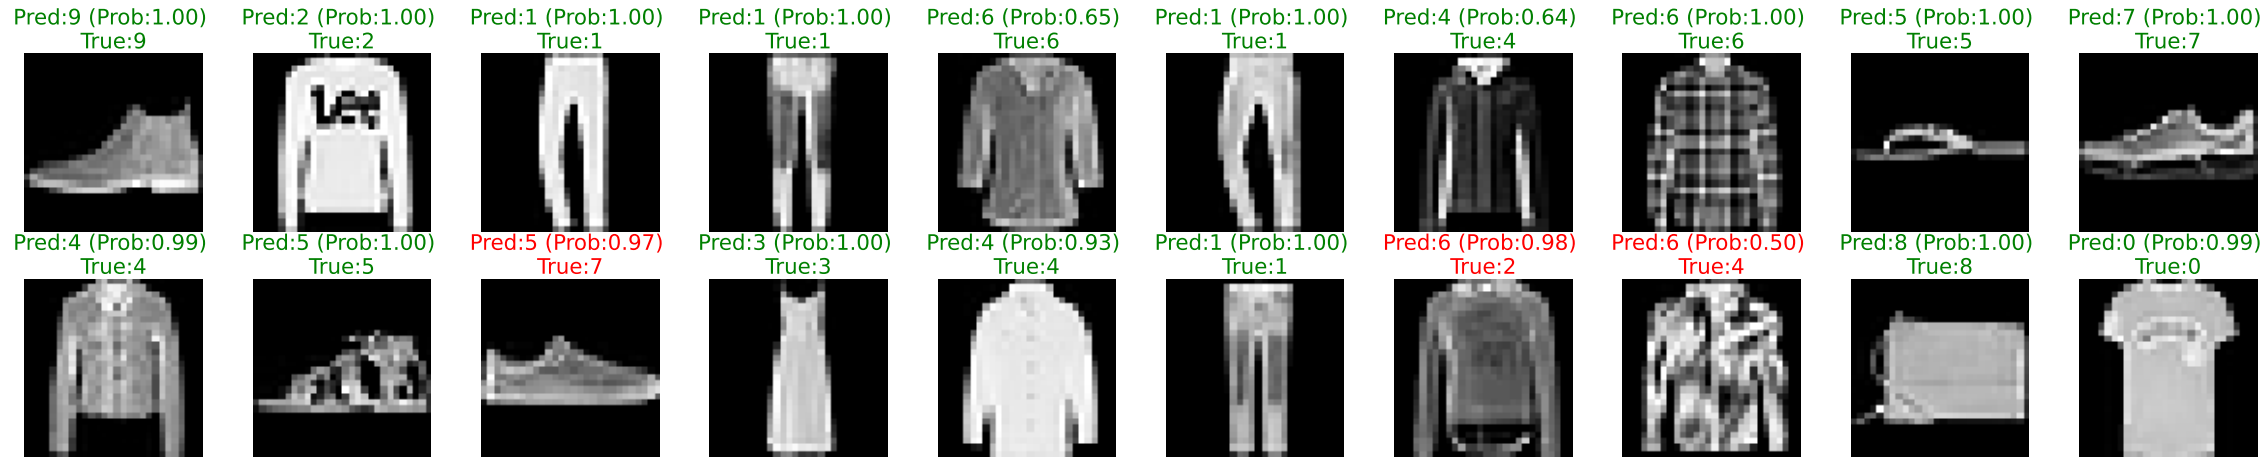 Pred:9 (Prob:1.00) Pred:2 (Prob:1.00) Pred:1 (Prob:1.00) Pred:1 (Prob:1.00) Pred:6 (Prob:0.65) Pred:1 (Prob:1.00) Pred:4 (Prob:0.64) Pred:6 (Prob:1.00) Pred:5 (Prob:1.00) Pred:7 (Prob:1.00)
True:9 True:2 True:1 True:1 True:6 True:1 True:4 True:6 True:5 True:7
Lee
Pred:4 (Prob:0.99) Pred:5 (Prob:1.00) Pred:5 (Prob:0.97) Pred:3 (Prob:1.00) Pred:4 (Prob:0.93) Pred:1 (Prob:1.00) Pred:6 (Prob:0.98) Pred:6 (Prob:0.50) Pred:8 (Prob:1.00) Pred:0 (Prob:0.99)
True:4 True:5 True:7 True:3 True:4 True:1 True:2 True:4 True:8 True:0